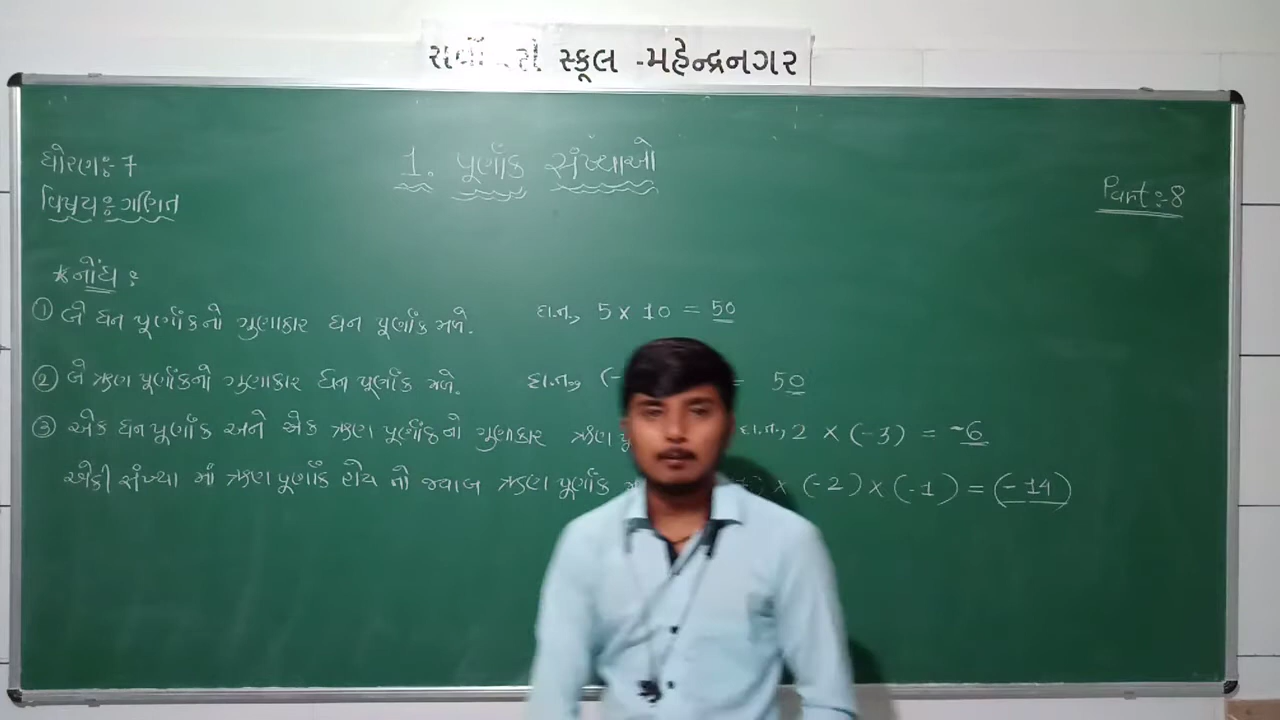 સ્કૂલ -મહેન્દ્રનગર
ધોરણઃ- 7
1. પૂર્ણાંક સંખ્યાઓ
વિષયઃ ગણિત
Part:-8
*નોંધ :
① બે ધન પૂર્ણાંકનો ગુણાકાર ધન પૂર્ણાંક મળે. દા.ત., 5 x 10 = 50
② બે ઋણ પૂર્ણાંકનો ગુણાકાર ધન પૂર્ણાંક મળે. દા.ત., (- = 50
③ એક ધન પૂર્ણાંક અને એક ઋણ પૂર્ણાંકનો ગુણાકાર ઋણ દા.ત., 2 x (-3) = -6
એકી સંખ્યા માં ઋણ પૂર્ણાંક હોય તો જવાબ ઋણ પૂર્ણાંક x (-2) x (-1) = (-14)